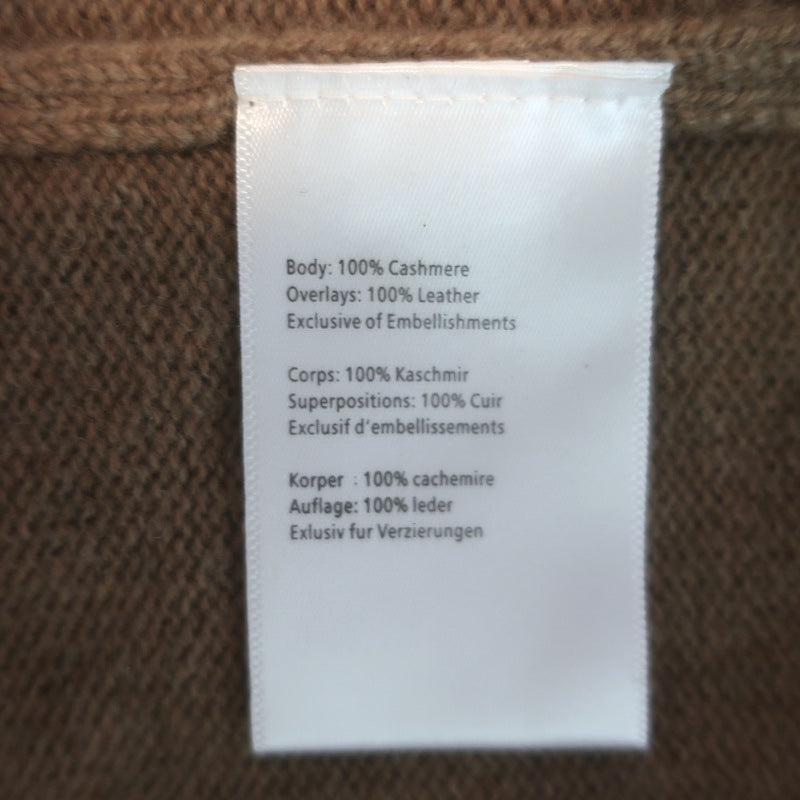 Body: 100% Cashmere
Overlays: 100% Leather
Exclusive of Embellishments
Corps: 100% Kaschmir
Superpositions: 100% Cuir
Exclusif d'embellissements
Korper : 100% cachemire
Auflage: 100% leder
Exlusiv fur Verzierungen